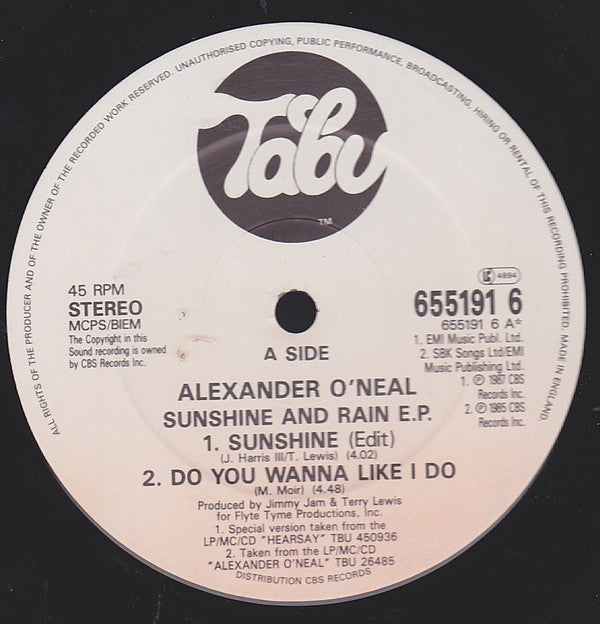 ALL RIGHTS OF THE PRODUCER AND OF THE OWNER OF THE RECORDED WORK RESERVED. UNAUTHORISED COPYING, PUBLIC PERFORMANCE, BROADCASTING, HIRING OR RENTAL OF THIS RECORDING PROHIBITED. MADE IN ENGLAND.
Tabu
TM
45 RPM
STEREO
MCPS/BIEM
The Copyright in this
Sound recording is owned
by CBS Records Inc.
LC 4894
655191 6
655191 6 A*
1. EMI Music Publ. Ltd.
2. SBK Songs Ltd/EMI
Music Publishing Ltd.
1. ℗ 1987 CBS
Records Inc.
2. ℗ 1985 CBS
Records Inc.
A SIDE
ALEXANDER O'NEAL
SUNSHINE AND RAIN E.P.
1. SUNSHINE (Edit)
(J. Harris III/T. Lewis) (4.02)
2. DO YOU WANNA LIKE I DO
(M. Moir) (4.48)
Produced by Jimmy Jam & Terry Lewis
for Flyte Tyme Productions, Inc.
1. Special version taken from the
LP/MC/CD "HEARSAY" TBU 450936
2. Taken from the LP/MC/CD
"ALEXANDER O'NEAL" TBU 26485
DISTRIBUTION CBS RECORDS